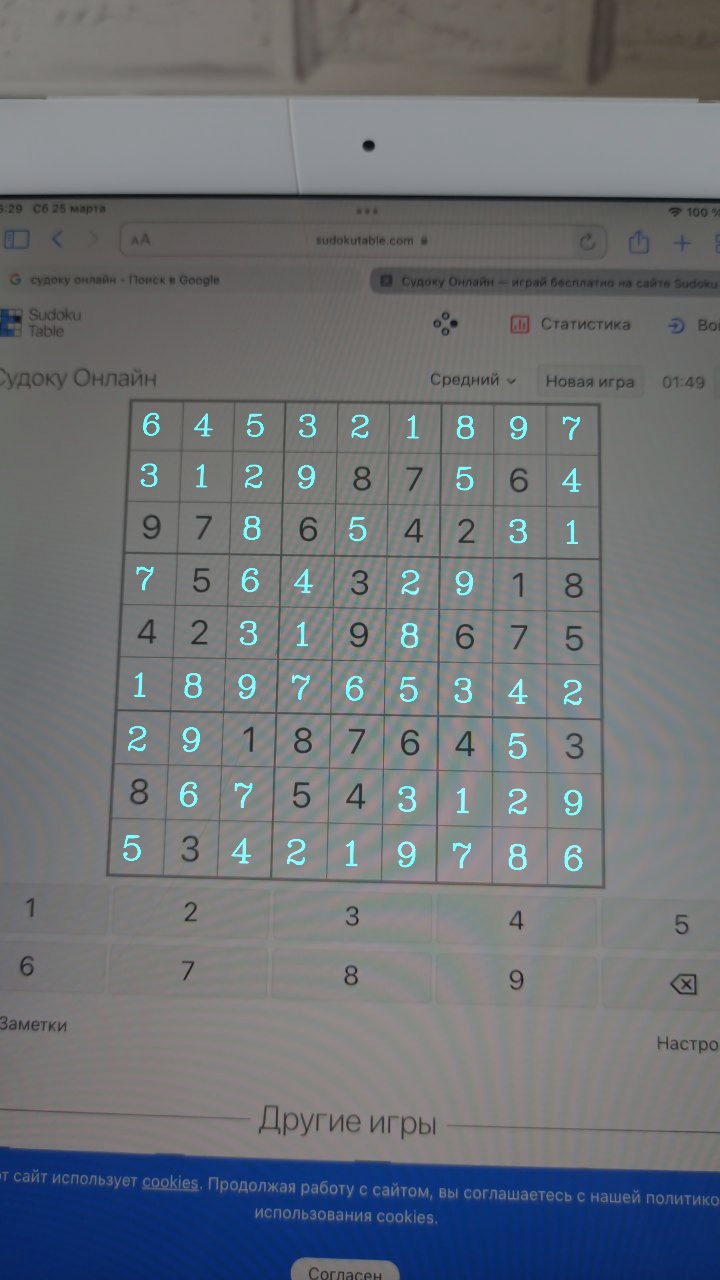 :29 Сб 25 марта
100 %
AA sudokutable.com
судоку онлайн - Поиск в Google
Судоку Онлайн — играй бесплатно на сайте Sudoku
Sudoku
Table
Статистика
Во
Судоку Онлайн
Средний
Новая игра
01:49
6 4 5 3 2 1 8 9 7
3 1 2 9 8 7 5 6 4
9 7 8 6 5 4 2 3 1
7 5 6 4 3 2 9 1 8
4 2 3 1 9 8 6 7 5
1 8 9 7 6 5 3 4 2
2 9 1 8 7 6 4 5 3
8 6 7 5 4 3 1 2 9
5 3 4 2 1 9 7 8 6
1 2 3 4 5
6 7 8 9
Заметки
Настро
Другие игры
т сайт использует cookies. Продолжая работу с сайтом, вы соглашаетесь с нашей политико
использования cookies.
Согласен